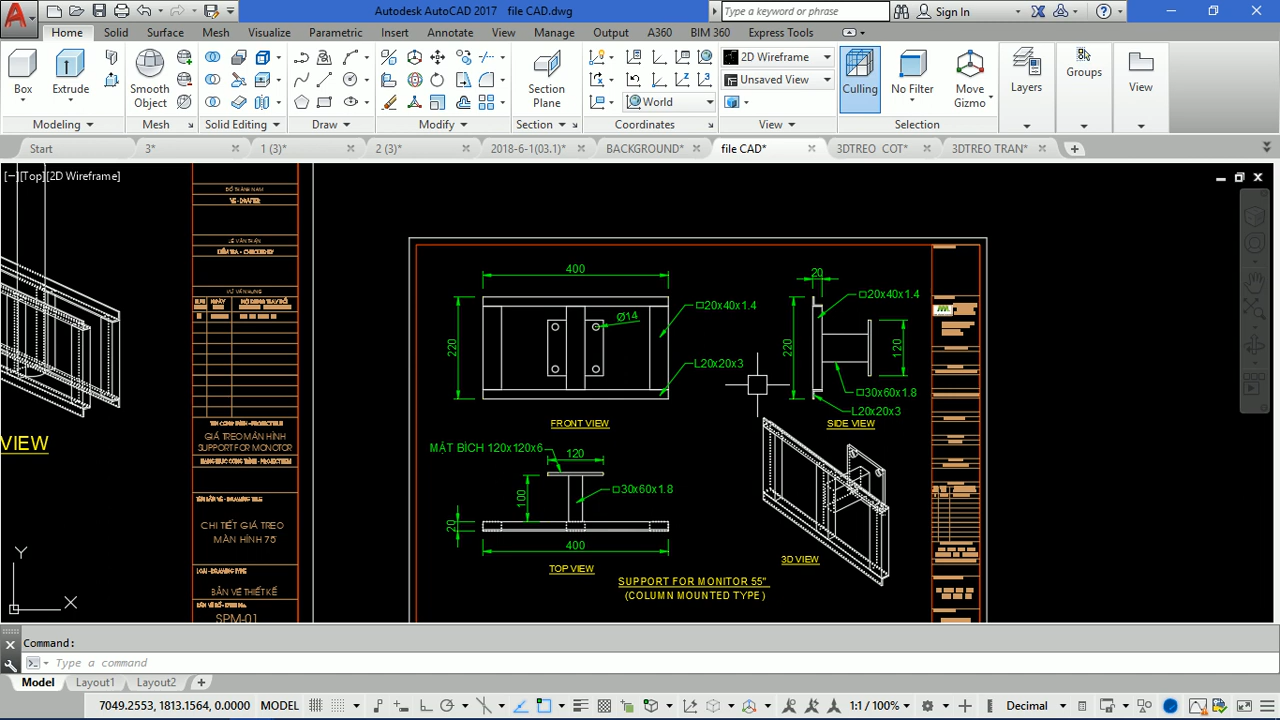 Autodesk AutoCAD 2017 file CAD.dwg
Type a keyword or phrase
Sign In
Home Solid Surface Mesh Visualize Parametric Insert Annotate View Manage Output A360 BIM 360 Express Tools
Box
Extrude
Smooth Object
Section Plane
2D Wireframe
Unsaved View
World
Culling
No Filter
Move Gizmo
Layers
Groups
View
Modeling
Mesh
Solid Editing
Draw
Modify
Section
Coordinates
View
Selection
Start
3*
1 (3)*
2 (3)*
2018-6-1(03.1)*
BACKGROUND*
file CAD*
3DTREO COT*
3DTREO TRAN*
[−][Top][2D Wireframe]
VIEW
GIÁ TREO MÀN HÌNH
SUPPORT FOR MONITOR
CHI TIẾT GIÁ TREO
MÀN HÌNH 75
BẢN VẼ THIẾT KẾ
SPM-01
400
220
Ø14
□20x40x1.4
L20x20x3
FRONT VIEW
20
□20x40x1.4
220
120
□30x60x1.8
L20x20x3
SIDE VIEW
MẶT BÍCH 120x120x6
120
100
□30x60x1.8
20
400
TOP VIEW
3D VIEW
SUPPORT FOR MONITOR 55"
(COLUMN MOUNTED TYPE)
Y
X
Command:
Type a command
Model Layout1 Layout2
7049.2553, 1813.1564, 0.0000 MODEL
1:1 / 100%
Decimal